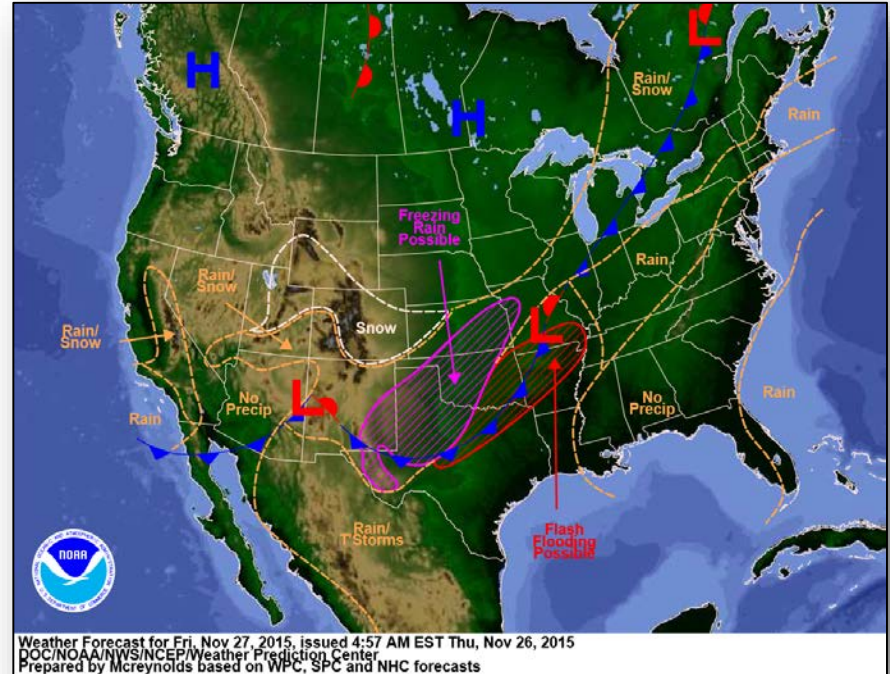 L
H
Rain/
Snow
H
Rain
Freezing
Rain
Possible
Rain/
Snow
Rain
Snow
L
Rain/
Snow
No
Precip
L
Rain
No
Precip
Rain
Rain/
T'Storms
Flash
Flooding
Possible
NOAA
Weather Forecast for Fri, Nov 27, 2015, issued 4:57 AM EST Thu, Nov 26, 2015
DOC/NOAA/NWS/NCEP/Weather Prediction Center
Prepared by Mcreynolds based on WPC, SPC and NHC forecasts